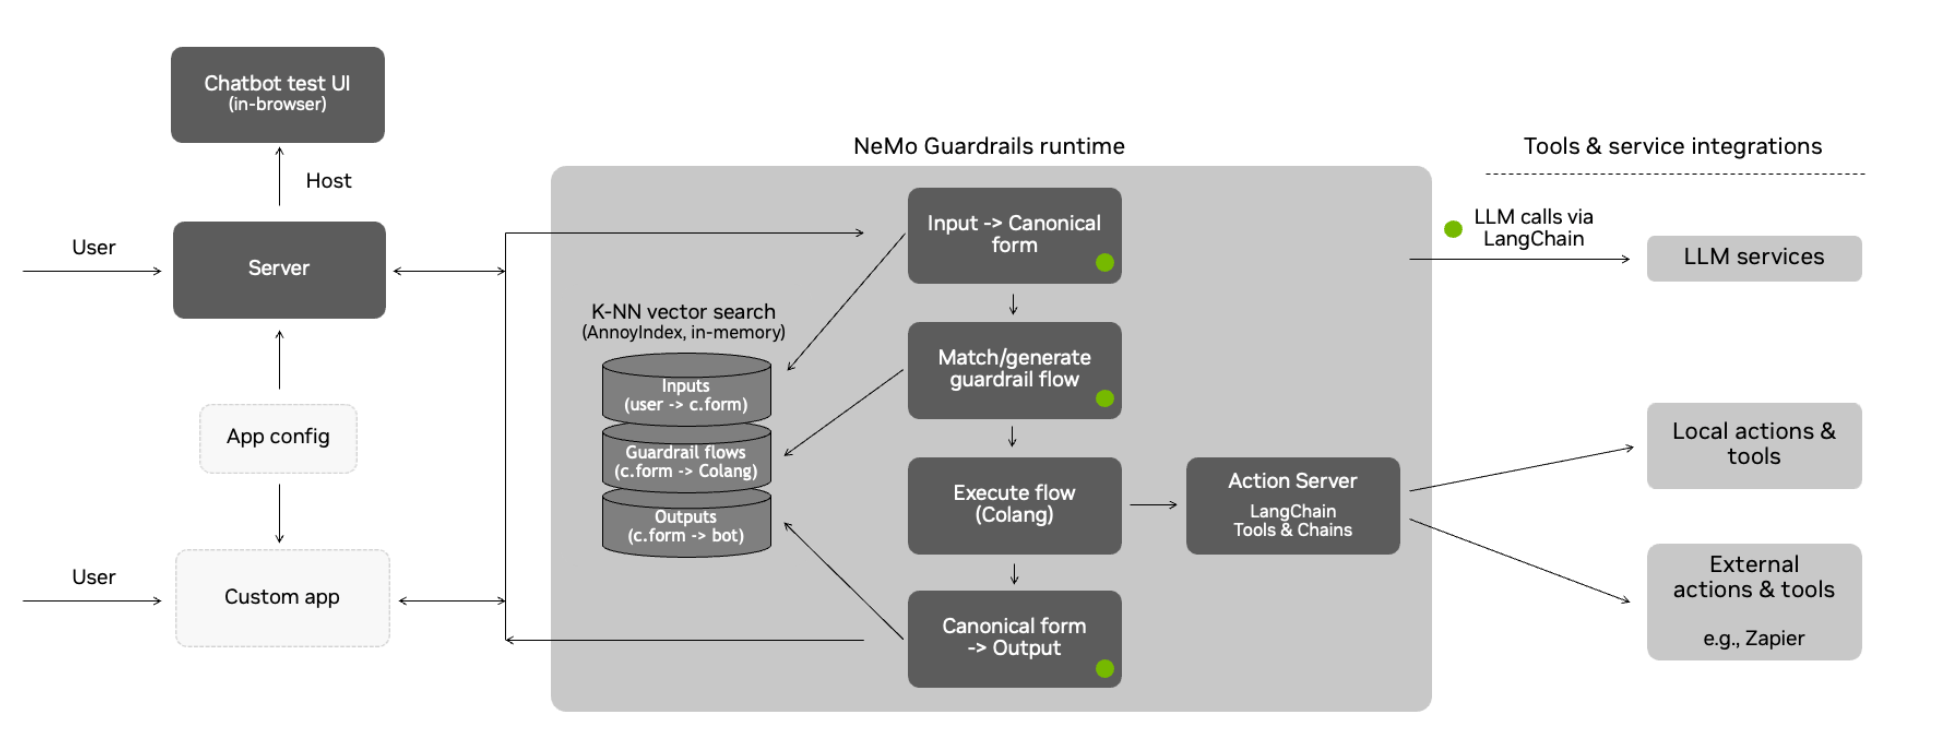 Chatbot test UI
(in-browser)
Host
User
Server
App config
User
Custom app
NeMo Guardrails runtime
K-NN vector search
(AnnoyIndex, in-memory)
Inputs
(user -> c.form)
Guardrail flows
(c.form -> Colang)
Outputs
(c.form -> bot)
Input -> Canonical
form
Match/generate
guardrail flow
Execute flow
(Colang)
Canonical form
-> Output
Action Server
LangChain
Tools & Chains
Tools & service integrations
LLM calls via
LangChain
LLM services
Local actions &
tools
External
actions & tools
e.g., Zapier